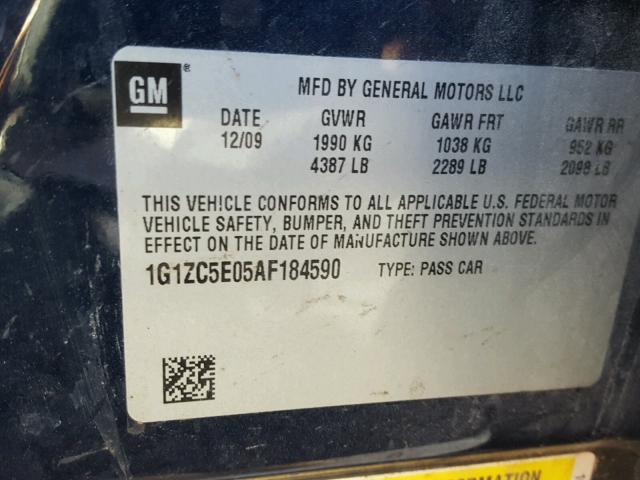 GM ®
MFD BY GENERAL MOTORS LLC
DATE GVWR GAWR FRT GAWR RR
12/09 1990 KG 1038 KG 952 KG
4387 LB 2289 LB 2098 LB
THIS VEHICLE CONFORMS TO ALL APPLICABLE U.S. FEDERAL MOTOR
VEHICLE SAFETY, BUMPER, AND THEFT PREVENTION STANDARDS IN
EFFECT ON THE DATE OF MANUFACTURE SHOWN ABOVE.
1G1ZC5E05AF184590 TYPE: PASS CAR